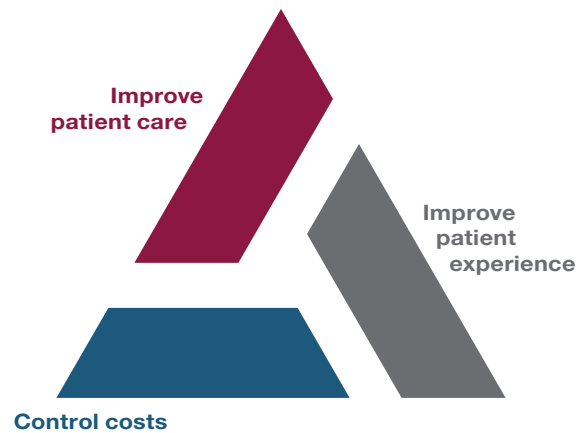 Improve
patient care
Improve
patient
experience
Control costs